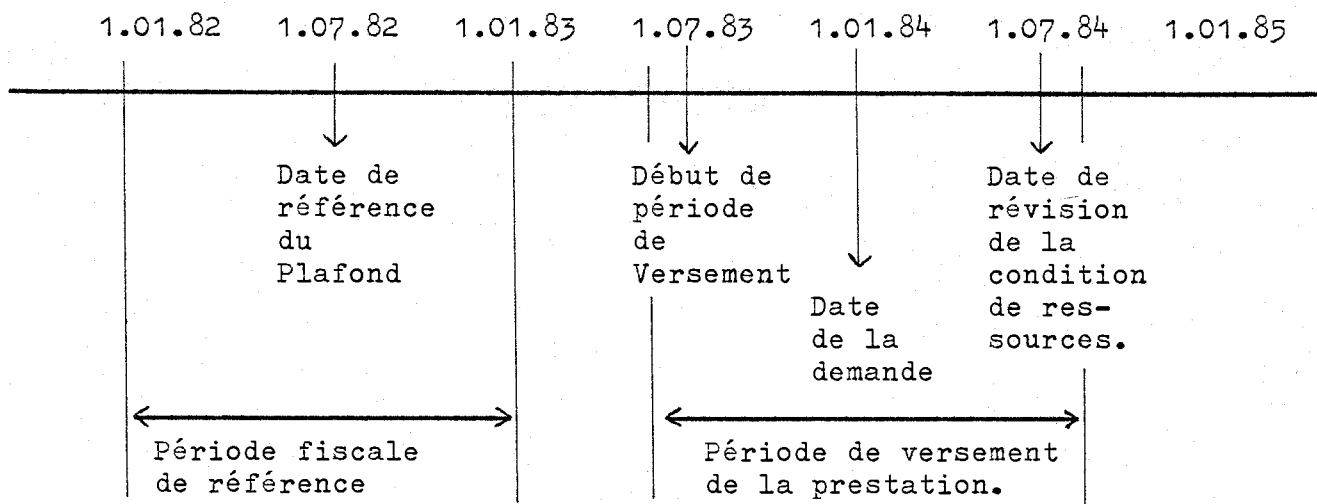 1.01.82 1.07.82 1.01.83 1.07.83 1.01.84 1.07.84 1.01.85
Date de
référence
du
Plafond
Début de
période
de
Versement
Date
de la
demande
Date de
révision
de la
condition
de res-
sources.
Période fiscale
de référence
Période de versement
de la prestation.